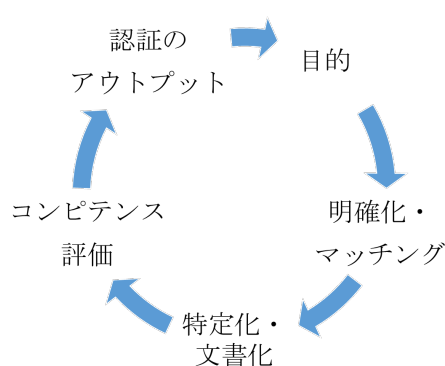 認証の
アウトプット
目的
明確化・
マッチング
特定化・
文書化
コンピテンス
評価